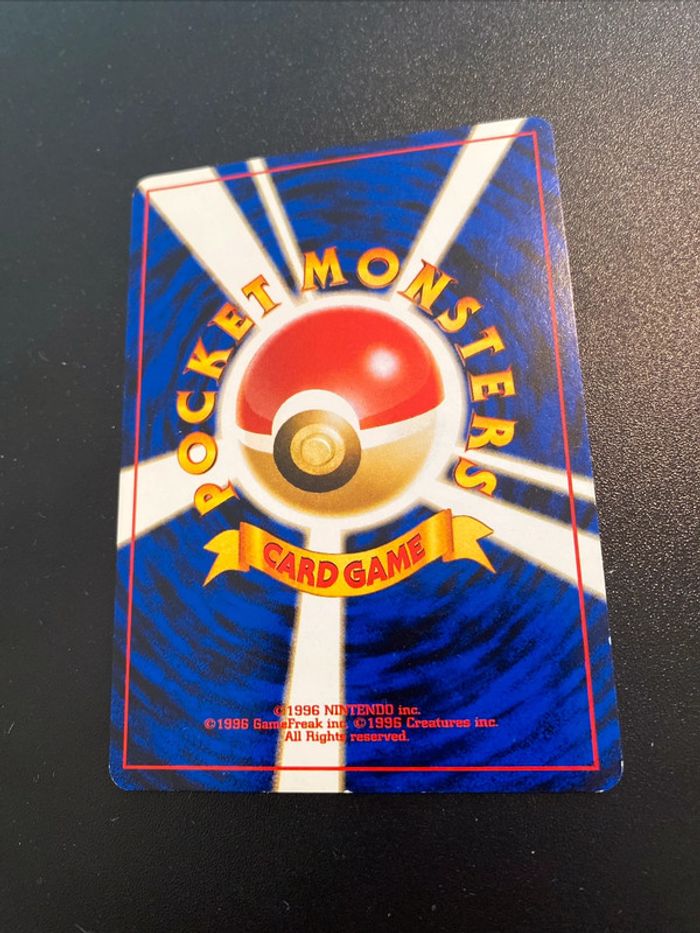 POCKET MONSTERS
CARD GAME
©1996 NINTENDO inc.
©1996 GameFreak inc. ©1996 Creatures inc.
All Rights reserved.